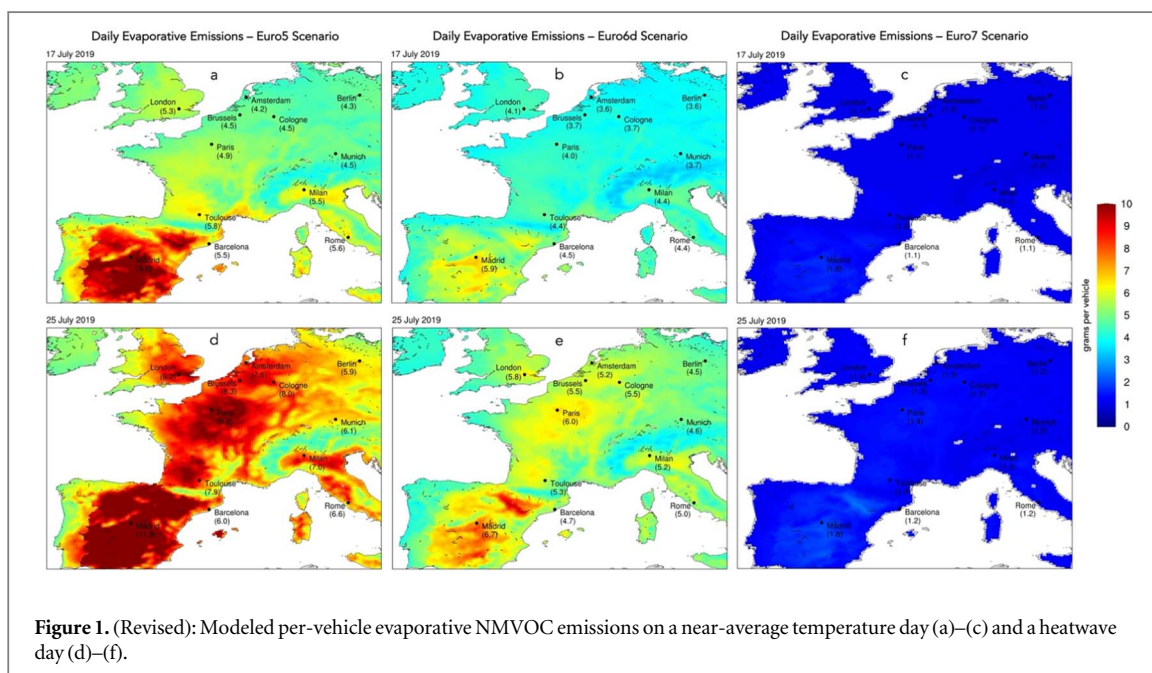 Daily Evaporative Emissions – Euro5 Scenario
17 July 2019
a
London
(5.3)
Amsterdam
(4.2)
Berlin
(4.3)
Brussels
(4.5)
Cologne
(4.5)
Paris
(4.9)
Munich
(4.5)
Milan
(5.5)
Toulouse
(5.8)
Barcelona
(5.5)
Rome
(5.6)
Madrid
Daily Evaporative Emissions – Euro6d Scenario
17 July 2019
b
London
(4.1)
Amsterdam
(3.6)
Berlin
(3.6)
Brussels
(3.7)
Cologne
(3.7)
Paris
(4.0)
Munich
(3.7)
Milan
(4.4)
Toulouse
(4.4)
Barcelona
(4.5)
Rome
(4.4)
Madrid
(5.9)
Daily Evaporative Emissions – Euro7 Scenario
17 July 2019
c
Barcelona
(1.1)
Rome
(1.1)
Madrid
25 July 2019
d
London
Amsterdam
Berlin
(5.9)
Brussels
Cologne
(8.0)
Munich
(6.1)
Milan
(7.0)
Toulouse
(7.9)
Barcelona
(6.0)
Rome
(6.6)
25 July 2019
e
London
(5.8)
Amsterdam
(5.2)
Berlin
(4.5)
Brussels
(5.5)
Cologne
(5.5)
Paris
(6.0)
Munich
(4.6)
Milan
(5.2)
Toulouse
(5.3)
Barcelona
(4.7)
Rome
(5.0)
Madrid
(6.7)
25 July 2019
f
Barcelona
(1.2)
Rome
(1.2)
Madrid
10
9
8
7
6
5
4
3
2
1
0
grams per vehicle
Figure 1. (Revised): Modeled per-vehicle evaporative NMVOC emissions on a near-average temperature day (a)–(c) and a heatwave
day (d)–(f).